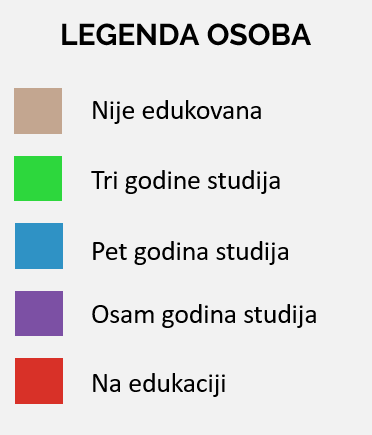 LEGENDA OSOBA
Nije edukovana
Tri godine studija
Pet godina studija
Osam godina studija
Na edukaciji